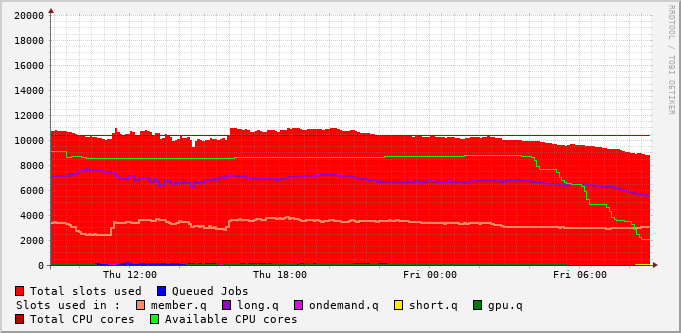 20000
18000
16000
14000
12000
10000
8000
6000
4000
2000
0
Thu 12:00 Thu 18:00 Fri 00:00 Fri 06:00
RRDTOOL / TOBI OETIKER
Total slots used Queued Jobs
Slots used in : member.q long.q ondemand.q short.q gpu.q
Total CPU cores Available CPU cores